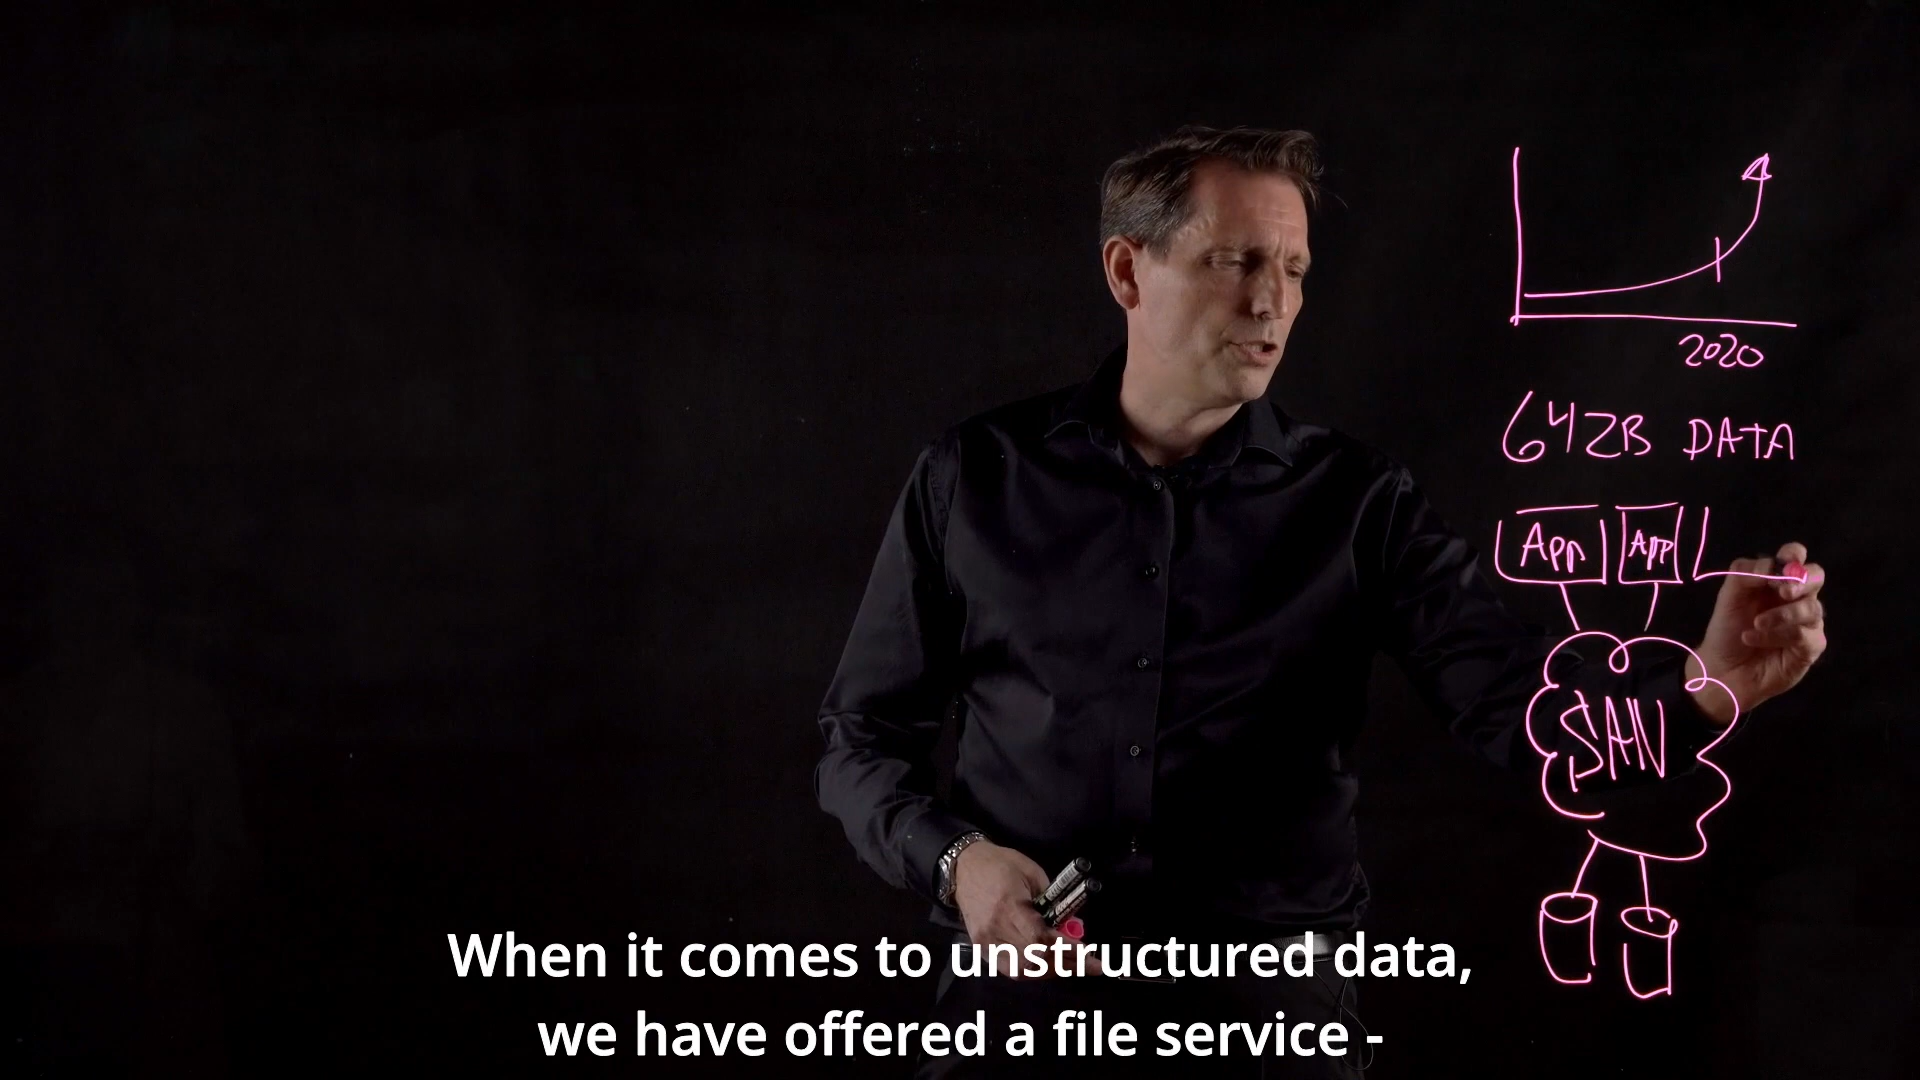 2020
64ZB DATA
App App
SAN
When it comes to unstructured data,
we have offered a file service -